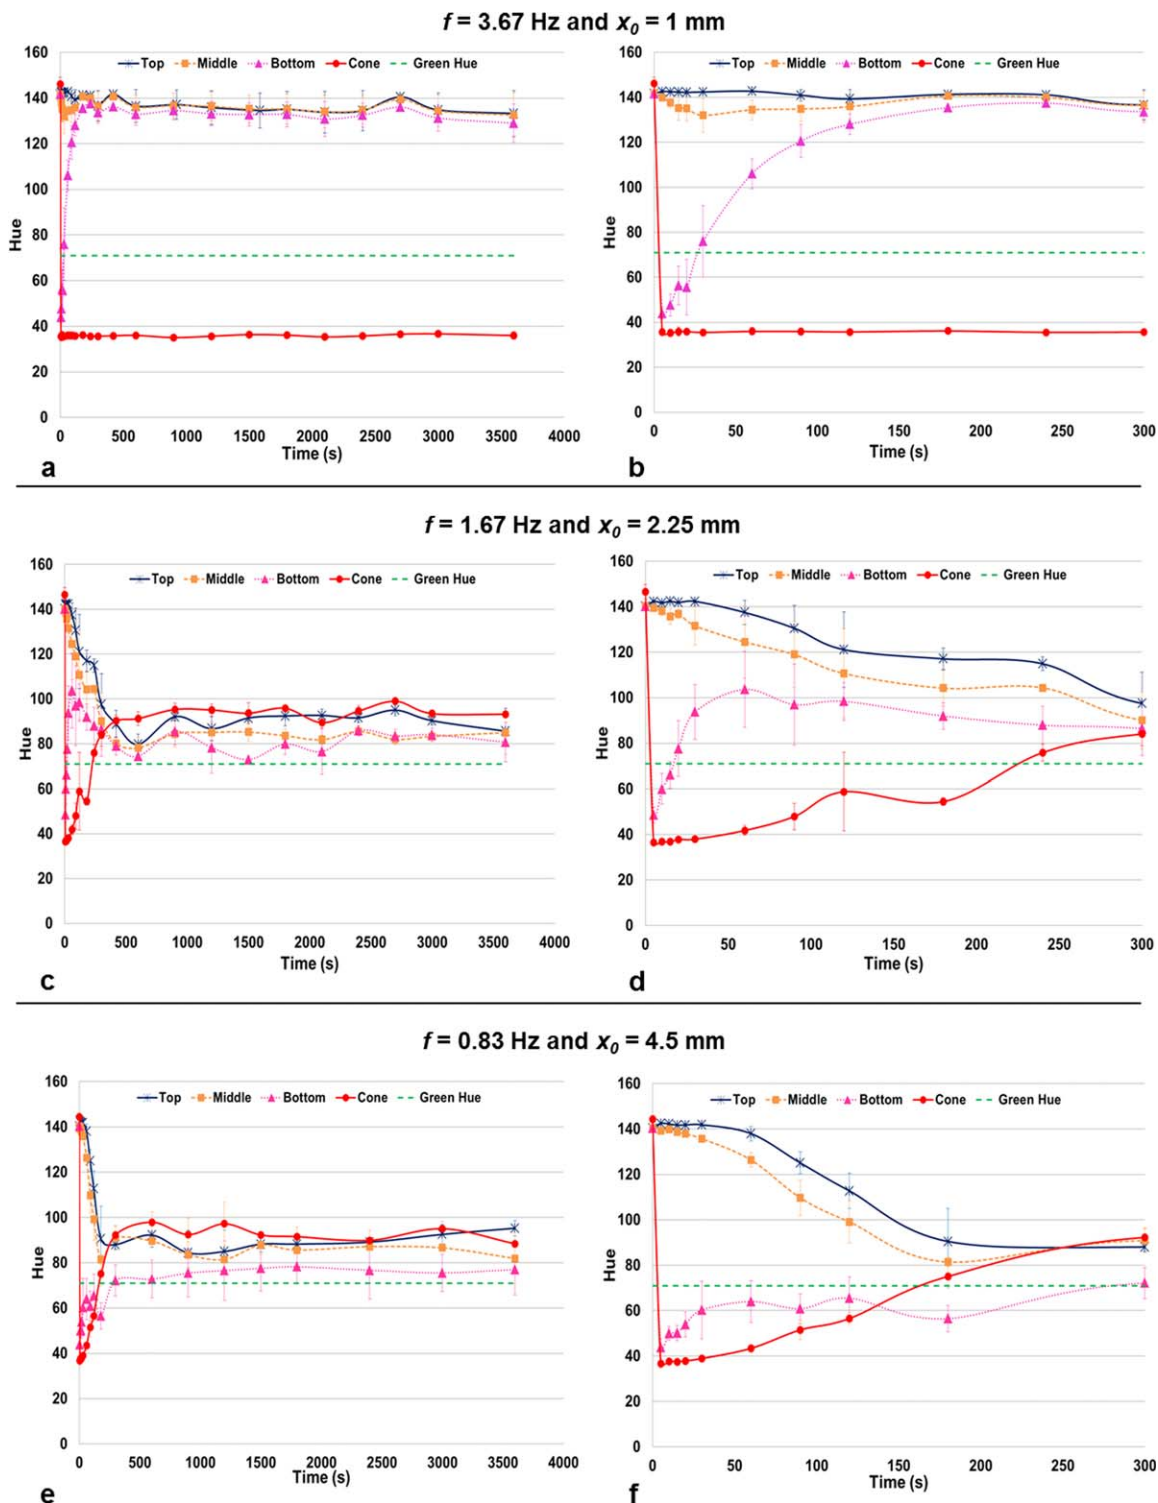 f = 3.67 Hz and x0 = 1 mm
160
140
120
100
80
60
40
20
0
Hue
Top Middle Bottom Cone Green Hue
0 500 1000 1500 2000 2500 3000 3500 4000
Time (s)
a
160
140
120
100
80
60
40
20
0
Hue
Top Middle Bottom Cone Green Hue
0 50 100 150 200 250 300
Time (s)
b
f = 1.67 Hz and x0 = 2.25 mm
160
140
120
100
80
60
40
20
0
Hue
Top Middle Bottom Cone Green Hue
0 500 1000 1500 2000 2500 3000 3500 4000
Time (s)
c
160
140
120
100
80
60
40
20
0
Hue
Top Middle Bottom Cone Green Hue
0 50 100 150 200 250 300
Time (s)
d
f = 0.83 Hz and x0 = 4.5 mm
160
140
120
100
80
60
40
20
0
Hue
Top Middle Bottom Cone Green Hue
0 500 1000 1500 2000 2500 3000 3500 4000
Time (s)
e
160
140
120
100
80
60
40
20
0
Hue
Top Middle Bottom Cone Green Hue
0 50 100 150 200 250 300
Time (s)
f